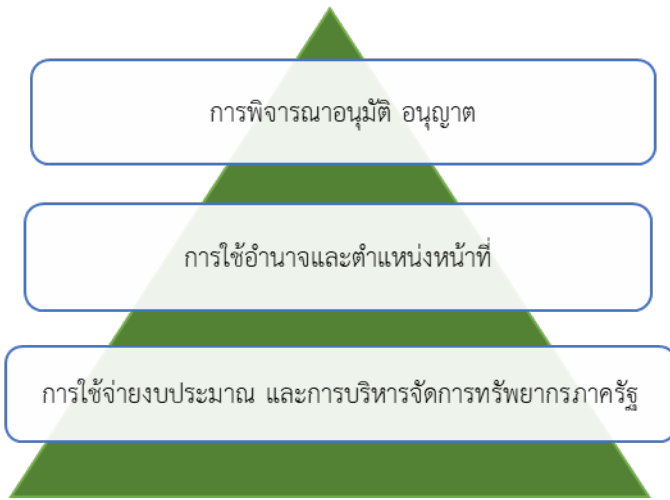 การพิจารณาอนุมัติ อนุญาต
การใช้อำนาจและตำแหน่งหน้าที่
การใช้จ่ายงบประมาณ และการบริหารจัดการทรัพยากรภาครัฐ